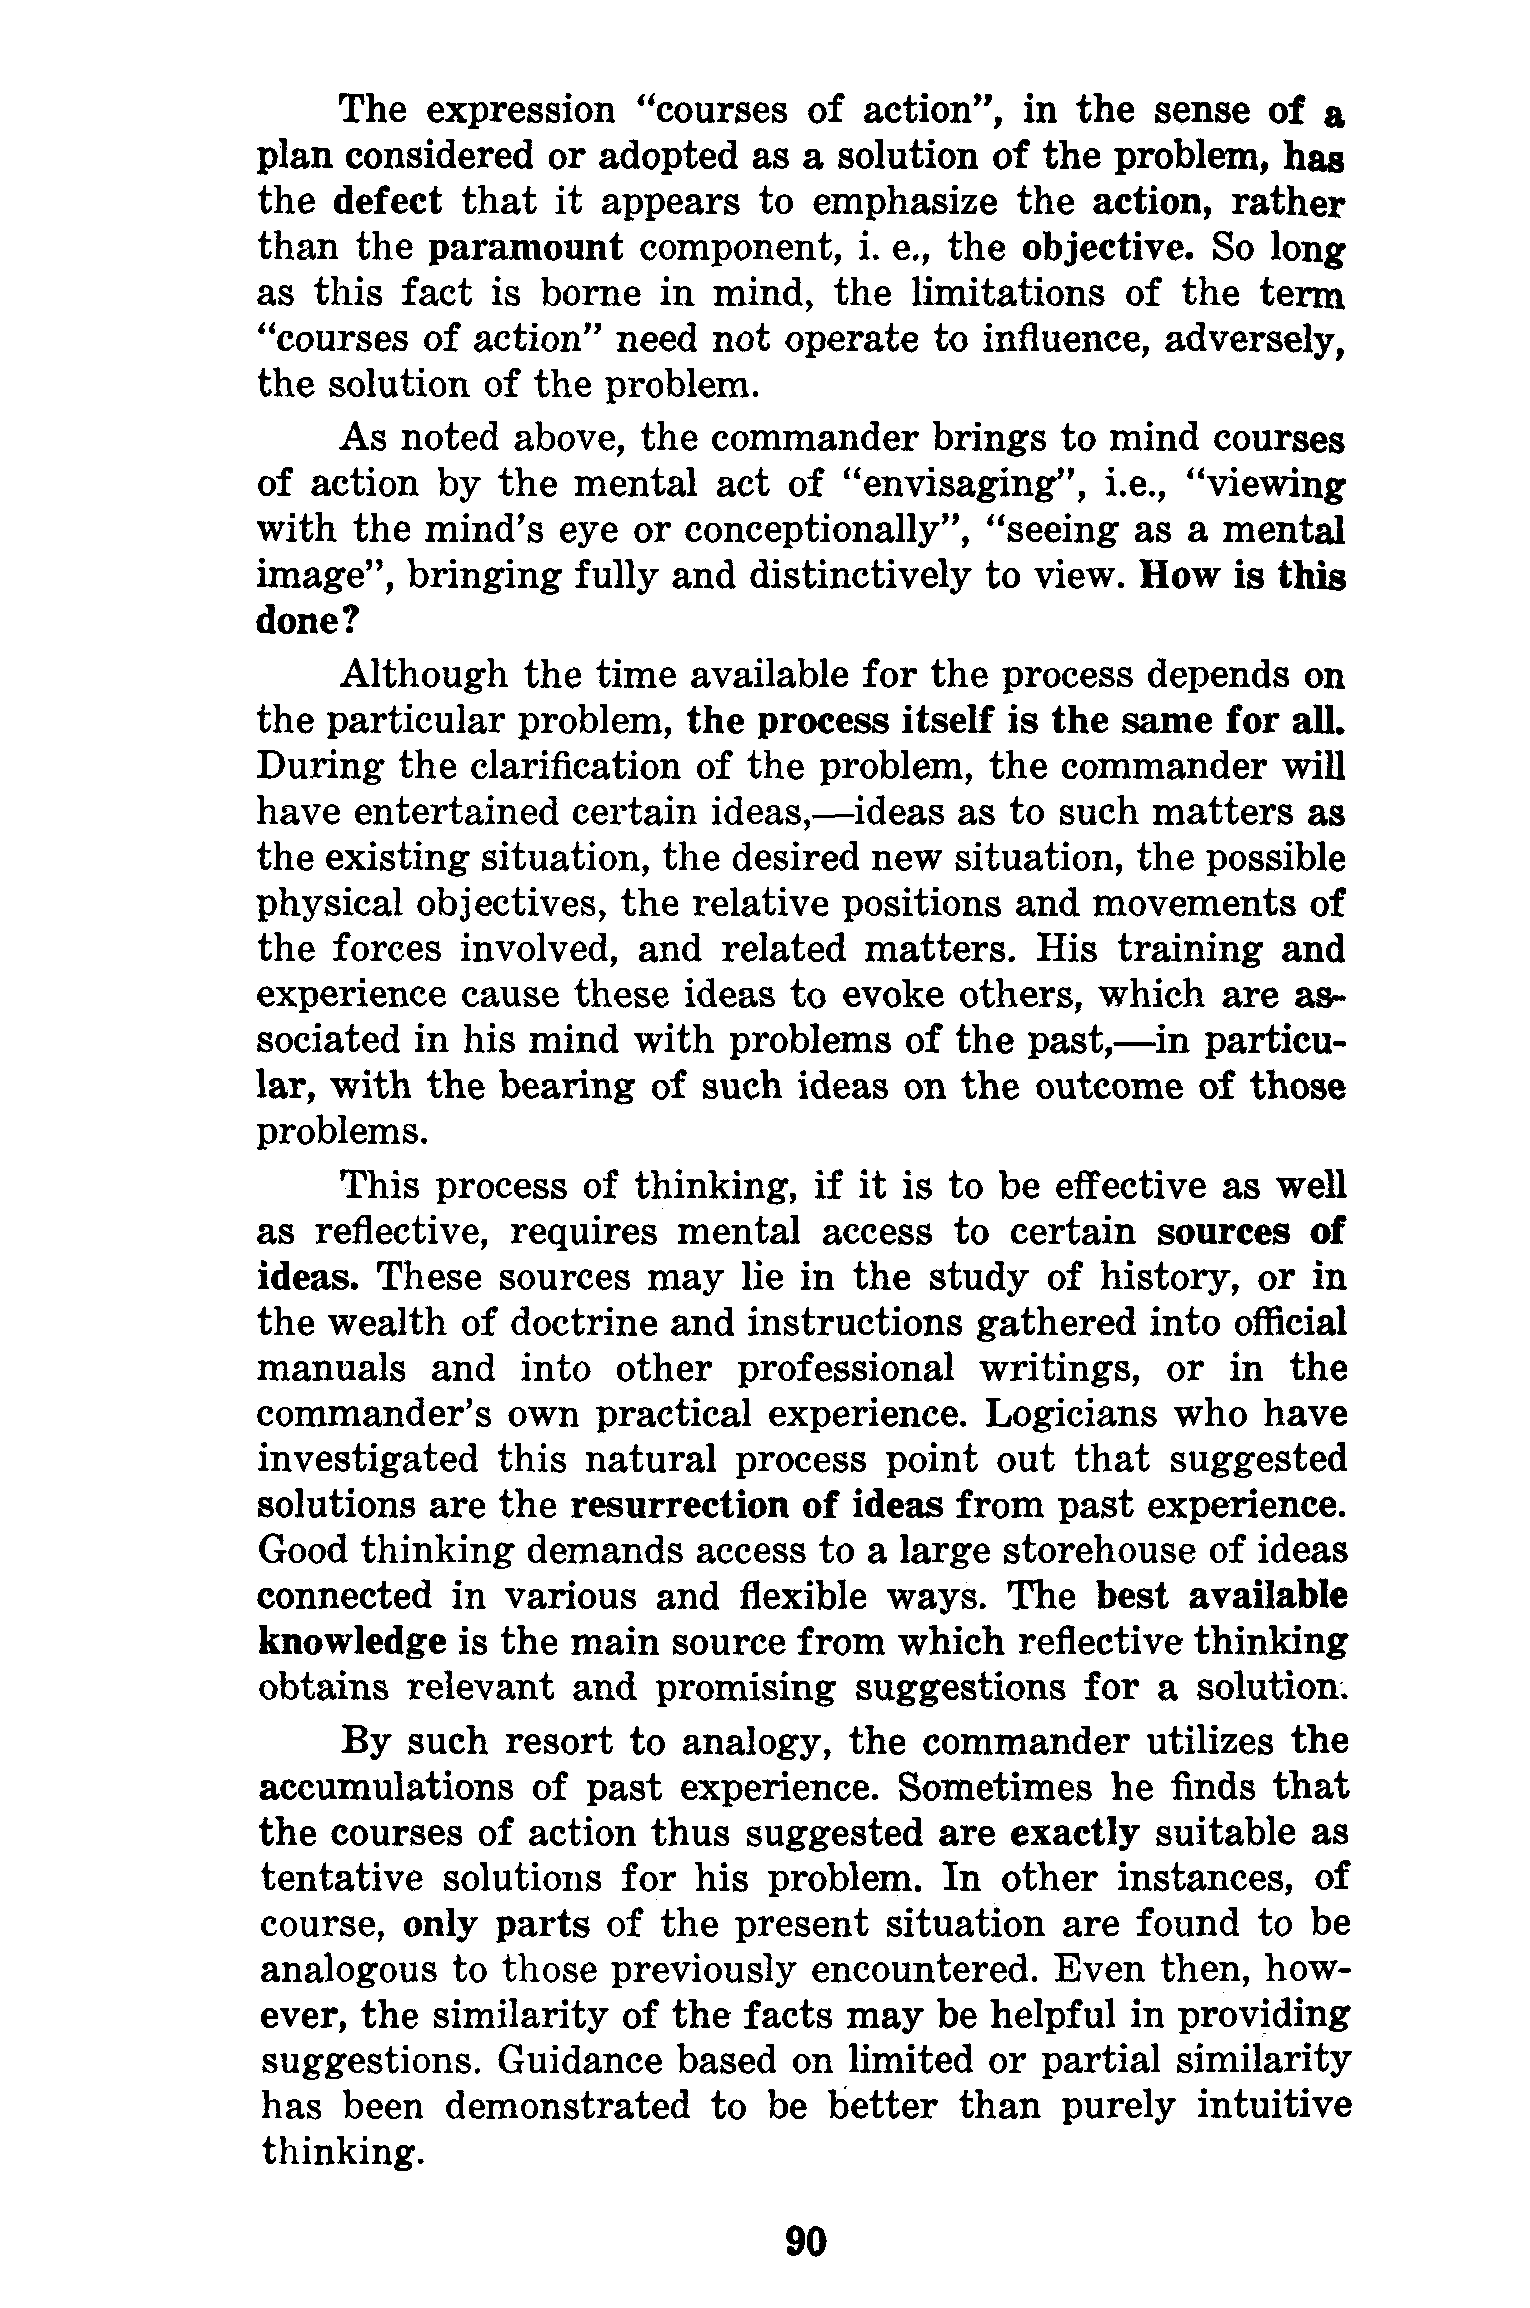 The expression “courses of action”, in the sense of a
plan considered or adopted as a solution of the problem, has
the defect that it appears to emphasize the action, rather
than the paramount component, i. e., the objective. So long
as this fact is borne in mind, the limitations of the term
“courses of action” need not operate to influence, adversely,
the solution of the problem.
As noted above, the commander brings to mind courses
of action by the mental act of “envisaging”, i.e., “viewing
with the mind’s eye or conceptionally”, “seeing as a mental
image”, bringing fully and distinctively to view. How is this
done?
Although the time available for the process depends on
the particular problem, the process itself is the same for all.
During the clarification of the problem, the commander will
have entertained certain ideas,—ideas as to such matters as
the existing situation, the desired new situation, the possible
physical objectives, the relative positions and movements of
the forces involved, and related matters. His training and
experience cause these ideas to evoke others, which are as-
sociated in his mind with problems of the past,—in particu-
lar, with the bearing of such ideas on the outcome of those
problems.
This process of thinking, if it is to be effective as well
as reflective, requires mental access to certain sources of
ideas. These sources may lie in the study of history, or in
the wealth of doctrine and instructions gathered into official
manuals and into other professional writings, or in the
commander’s own practical experience. Logicians who have
investigated this natural process point out that suggested
solutions are the resurrection of ideas from past experience.
Good thinking demands access to a large storehouse of ideas
connected in various and flexible ways. The best available
knowledge is the main source from which reflective thinking
obtains relevant and promising suggestions for a solution.
By such resort to analogy, the commander utilizes the
accumulations of past experience. Sometimes he finds that
the courses of action thus suggested are exactly suitable as
tentative solutions for his problem. In other instances, of
course, only parts of the present situation are found to be
analogous to those previously encountered. Even then, how-
ever, the similarity of the facts may be helpful in providing
suggestions. Guidance based on limited or partial similarity
has been demonstrated to be better than purely intuitive
thinking.
90